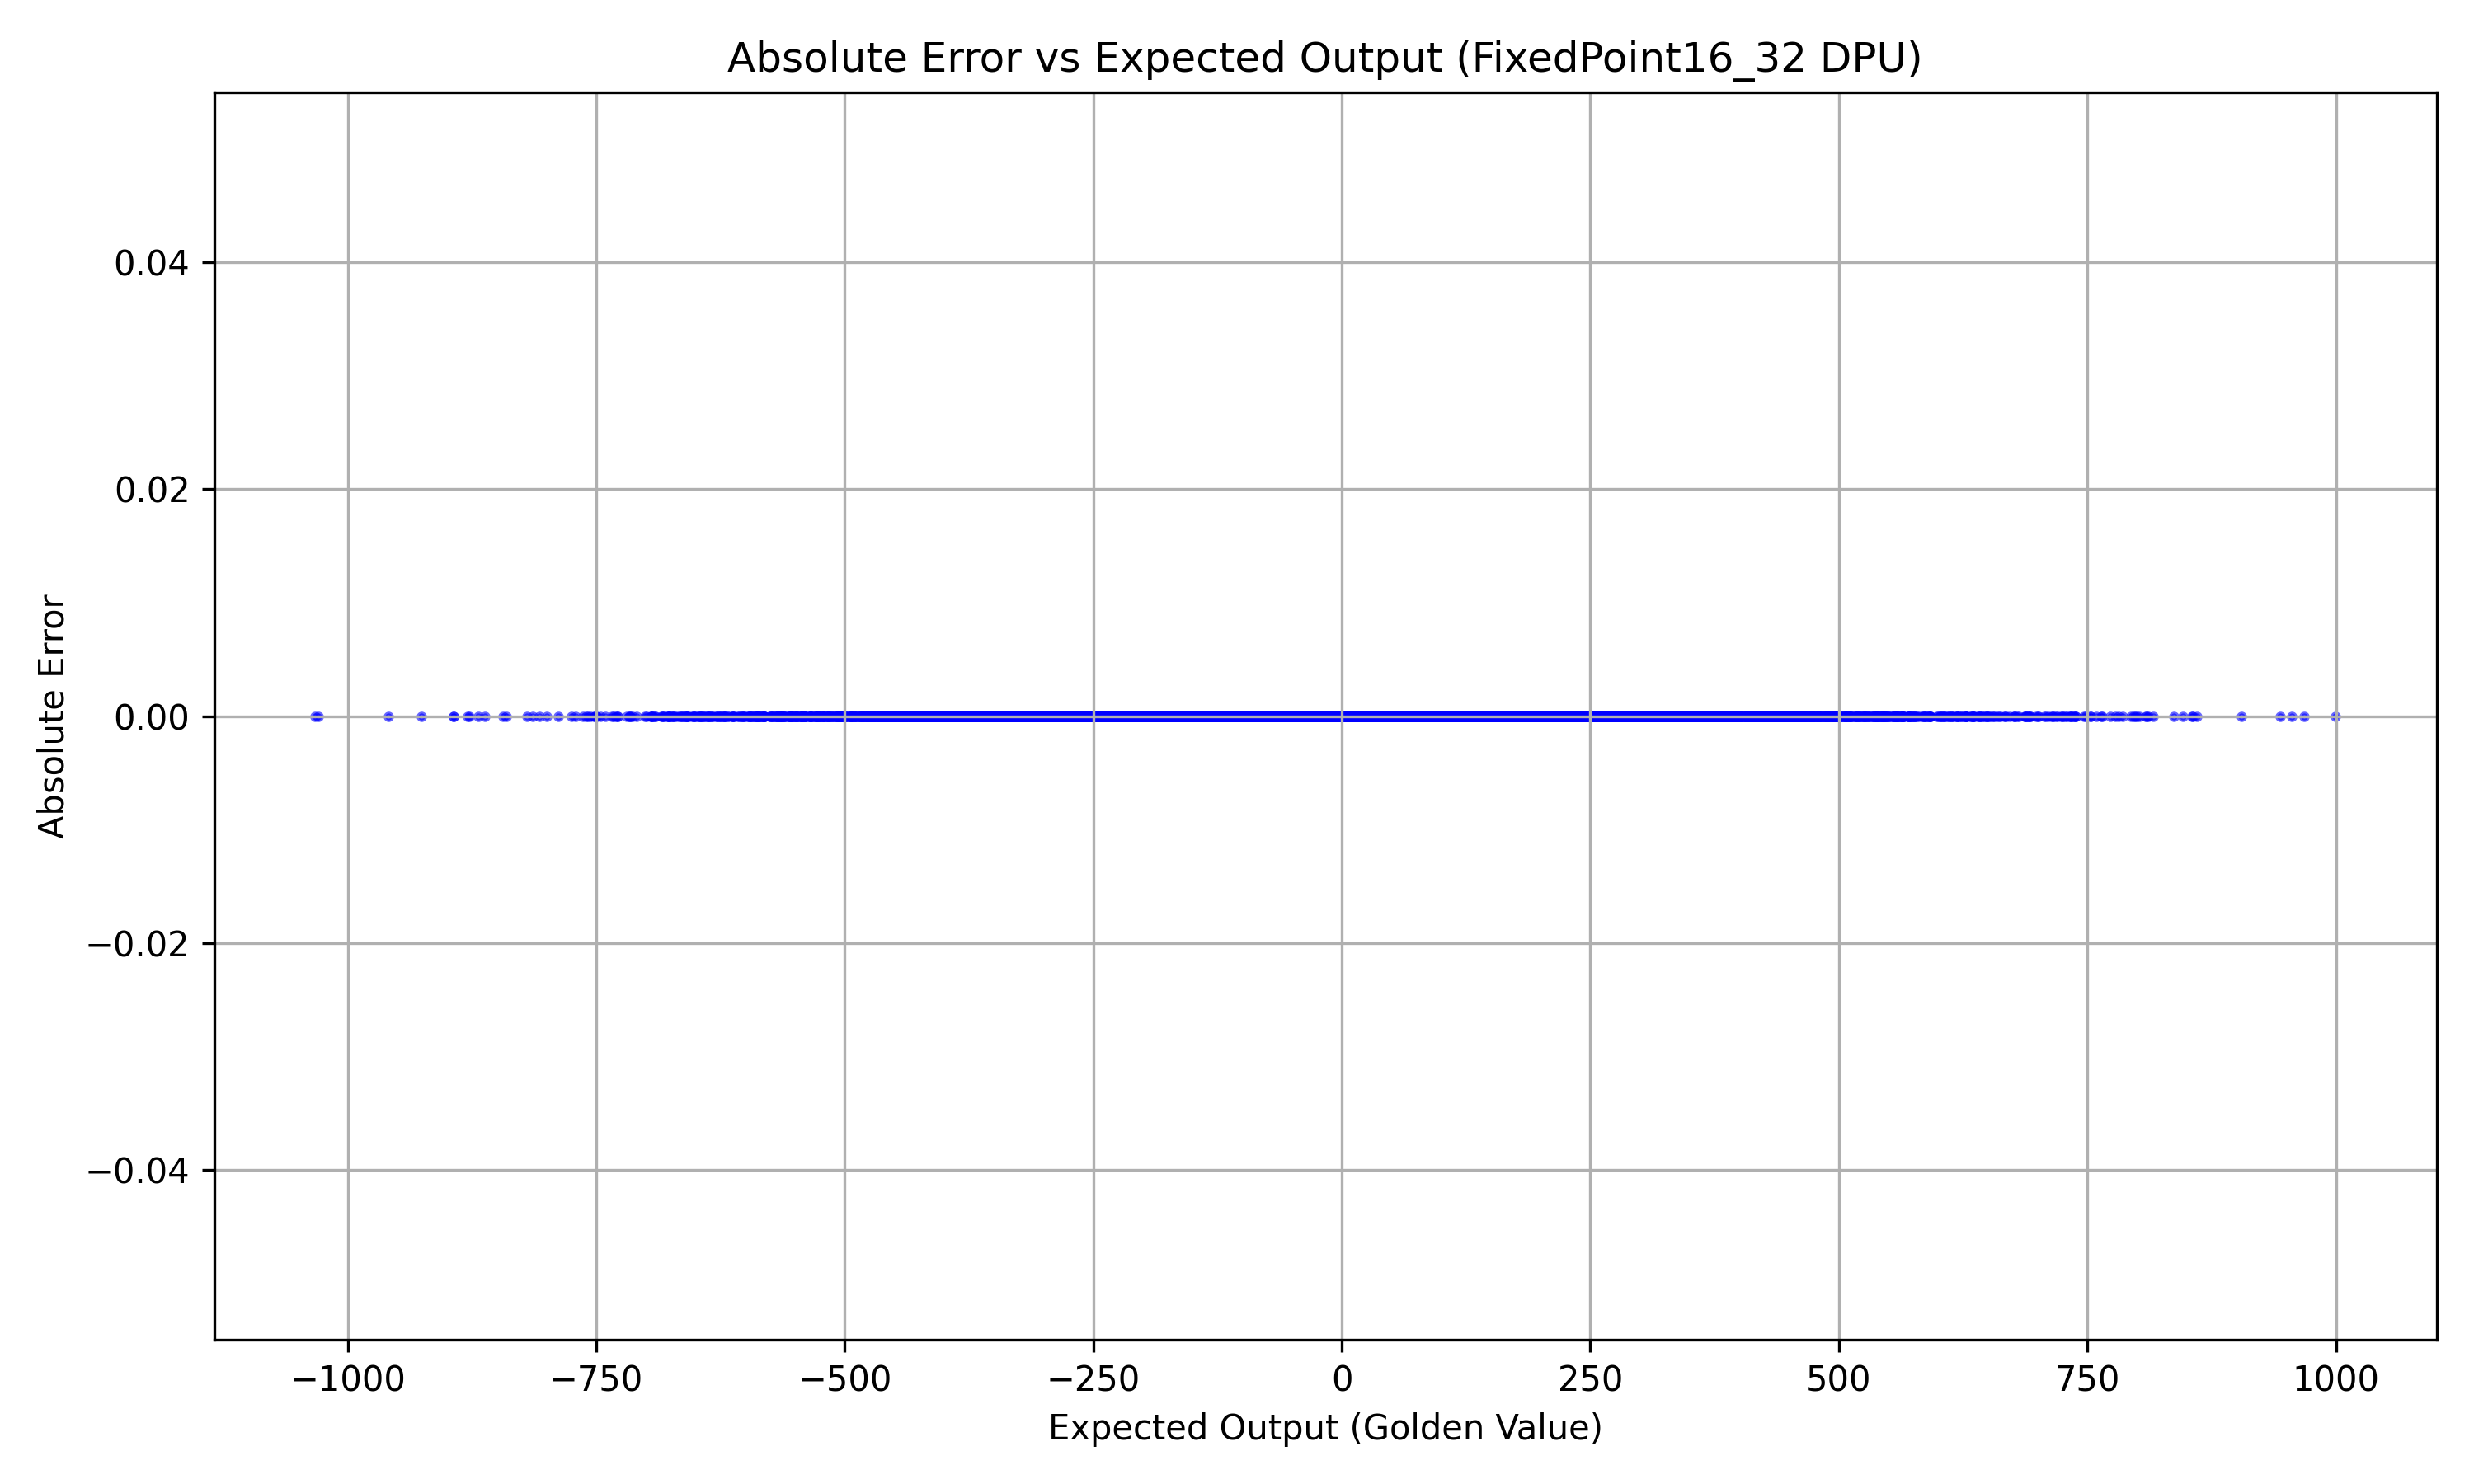 Absolute Error vs Expected Output (FixedPoint16_32 DPU)
Absolute Error
0.04
0.02
0.00
−0.02
−0.04
−1000 −750 −500 −250 0 250 500 750 1000
Expected Output (Golden Value)